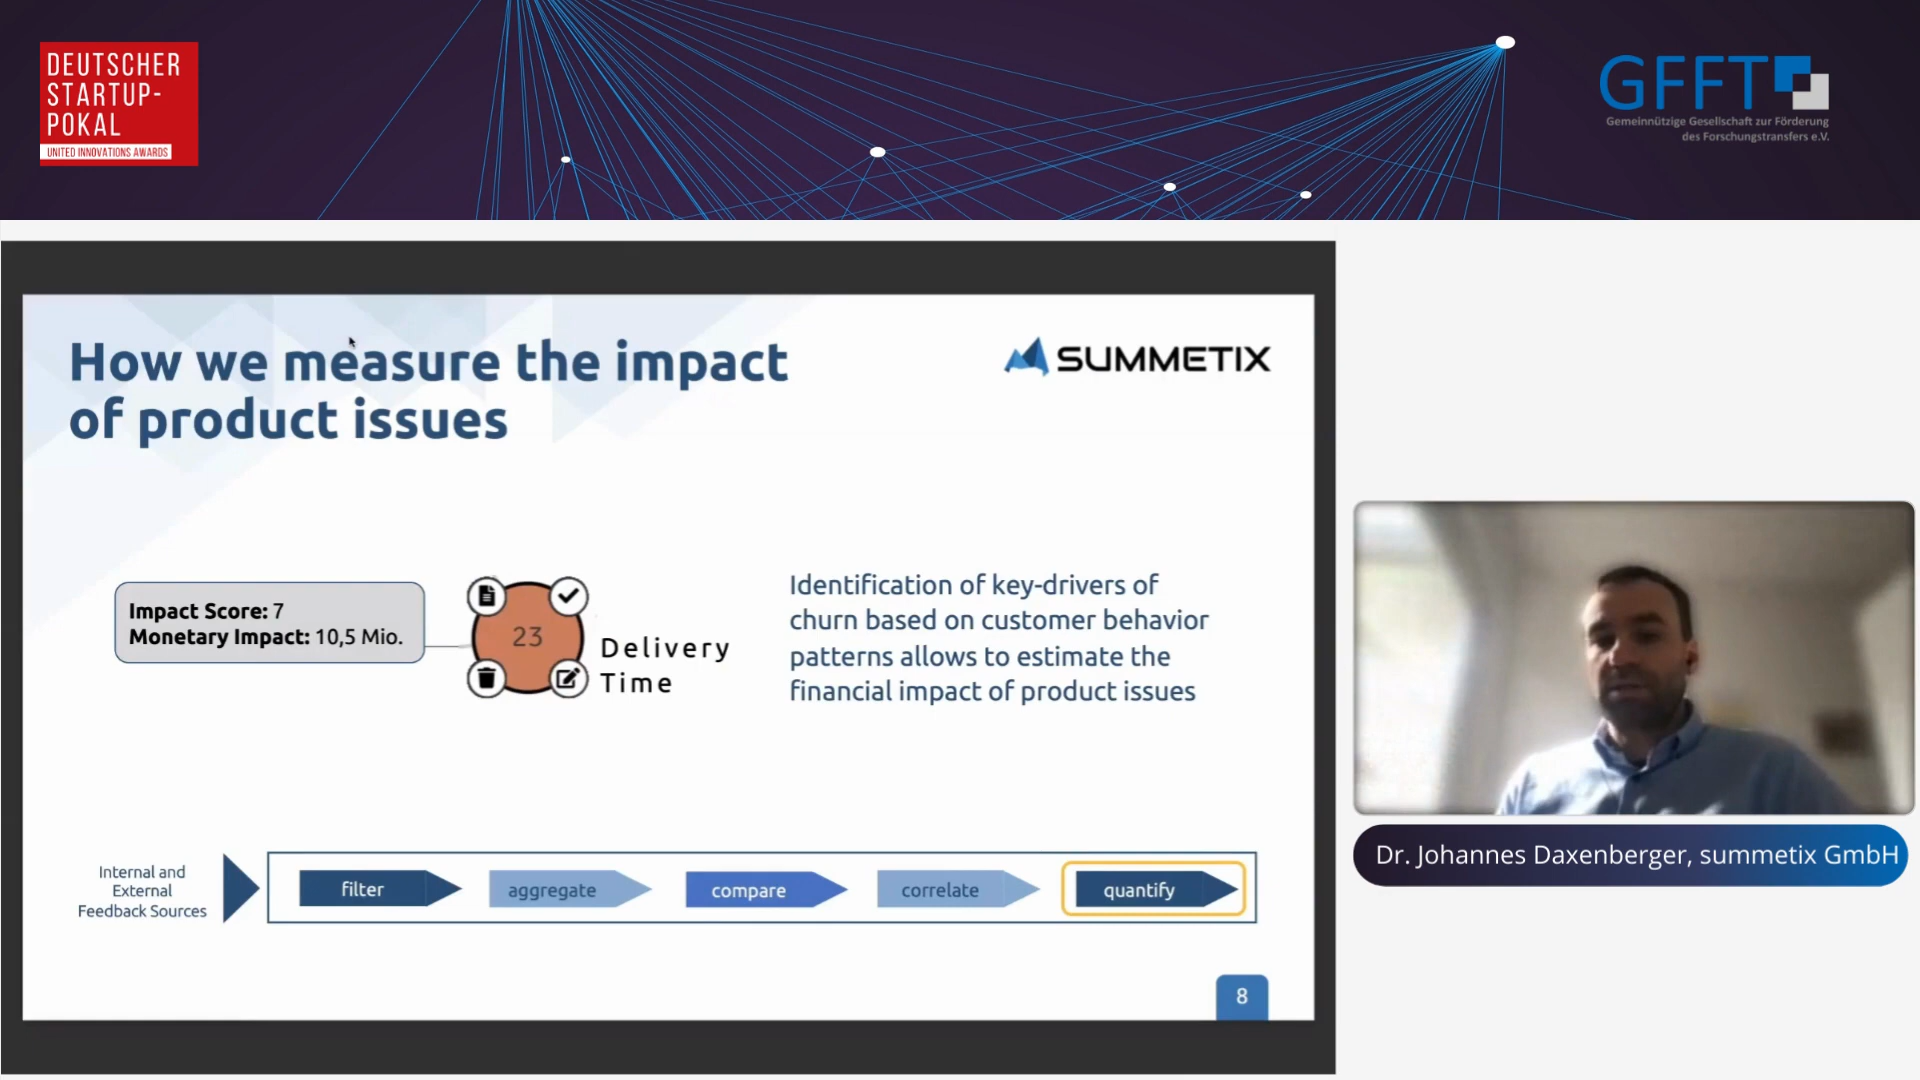 DEUTSCHER
STARTUP-
POKAL
UNITED INNOVATIONS AWARDS
GFFT
Gemeinnützige Gesellschaft zur Förderung
des Forschungstransfers e.V.
How we measure the impact
of product issues
SUMMETIX
Impact Score: 7
Monetary Impact: 10,5 Mio.
23
Delivery
Time
Identification of key-drivers of
churn based on customer behavior
patterns allows to estimate the
financial impact of product issues
Internal and
External
Feedback Sources
filter
aggregate
compare
correlate
quantify
8
Dr. Johannes Daxenberger, summetix GmbH